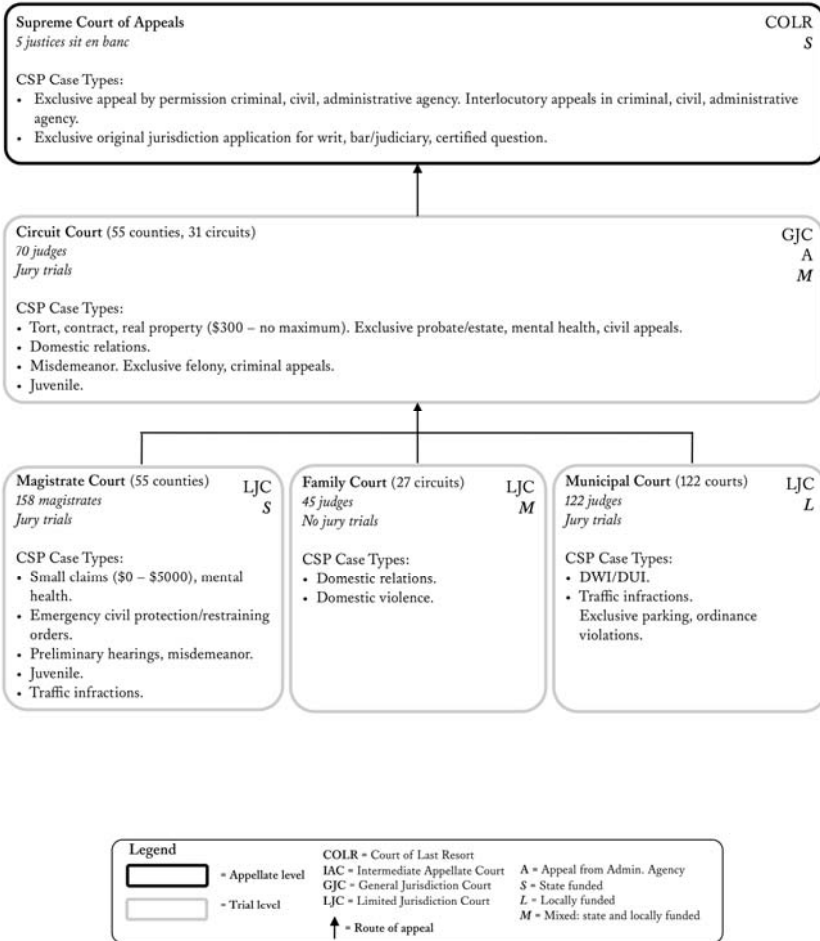 Supreme Court of Appeals
COLR
5 justices sit en banc
S
CSP Case Types:
• Exclusive appeal by permission criminal, civil, administrative agency. Interlocutory appeals in criminal, civil, administrative
agency.
• Exclusive original jurisdiction application for writ, bar/judiciary, certified question.
Circuit Court (55 counties, 31 circuits)
GJC
70 judges
A
Jury trials
M
CSP Case Types:
• Tort, contract, real property ($300 – no maximum). Exclusive probate/estate, mental health, civil appeals.
• Domestic relations.
• Misdemeanor. Exclusive felony, criminal appeals.
• Juvenile.
Magistrate Court (55 counties)
LJC
158 magistrates
S
Jury trials
CSP Case Types:
• Small claims ($0 – $5000), mental
health.
• Emergency civil protection/restraining
orders.
• Preliminary hearings, misdemeanor.
• Juvenile.
• Traffic infractions.
Family Court (27 circuits)
LJC
45 judges
M
No jury trials
CSP Case Types:
• Domestic relations.
• Domestic violence.
Municipal Court (122 courts)
LJC
122 judges
L
Jury trials
CSP Case Types:
• DWI/DUI.
• Traffic infractions.
Exclusive parking, ordinance
violations.
Legend
= Appellate level
= Trial level
COLR = Court of Last Resort
IAC = Intermediate Appellate Court
GJC = General Jurisdiction Court
LJC = Limited Jurisdiction Court
= Route of appeal
A = Appeal from Admin. Agency
S = State funded
L = Locally funded
M = Mixed: state and locally funded